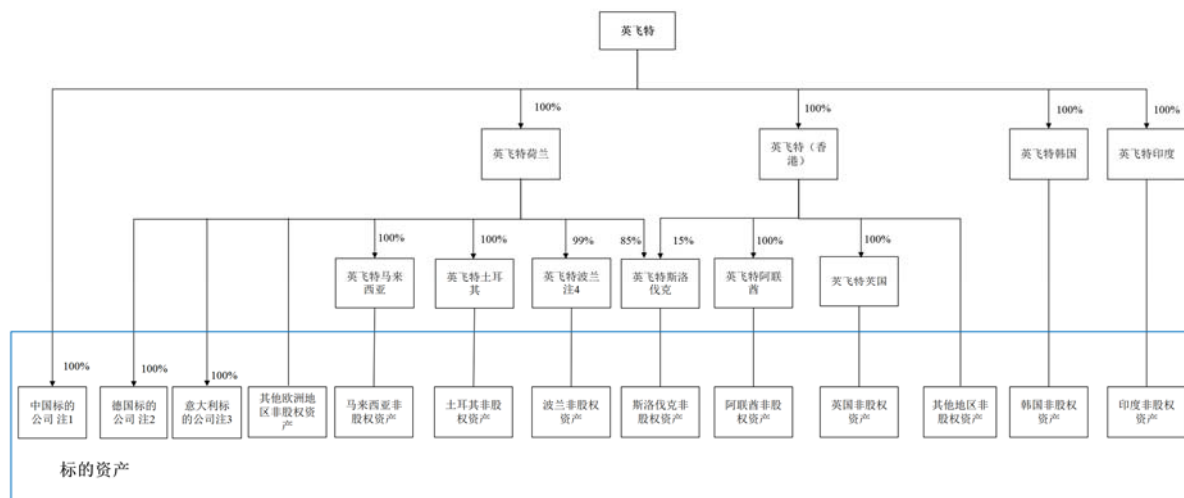 英飞特
100%
100%
100%
100%
英飞特荷兰
英飞特（香
港）
英飞特韩国
英飞特印度
100%
100%
99%
85%
15%
100%
100%
英飞特马来
西亚
英飞特土耳
其
英飞特波兰
注4
英飞特斯洛
伐克
英飞特阿联
酋
英飞特英国
100%
100%
100%
中国标的
公司 注1
德国标的
公司 注2
意大利标
的公司注3
其他欧洲地
区非股权资
产
马来西亚非
股权资产
土耳其非股
权资产
波兰非股权
资产
斯洛伐克非
股权资产
阿联酋非股
权资产
英国非股权
资产
其他地区非
股权资产
韩国非股权
资产
印度非股权
资产
标的资产